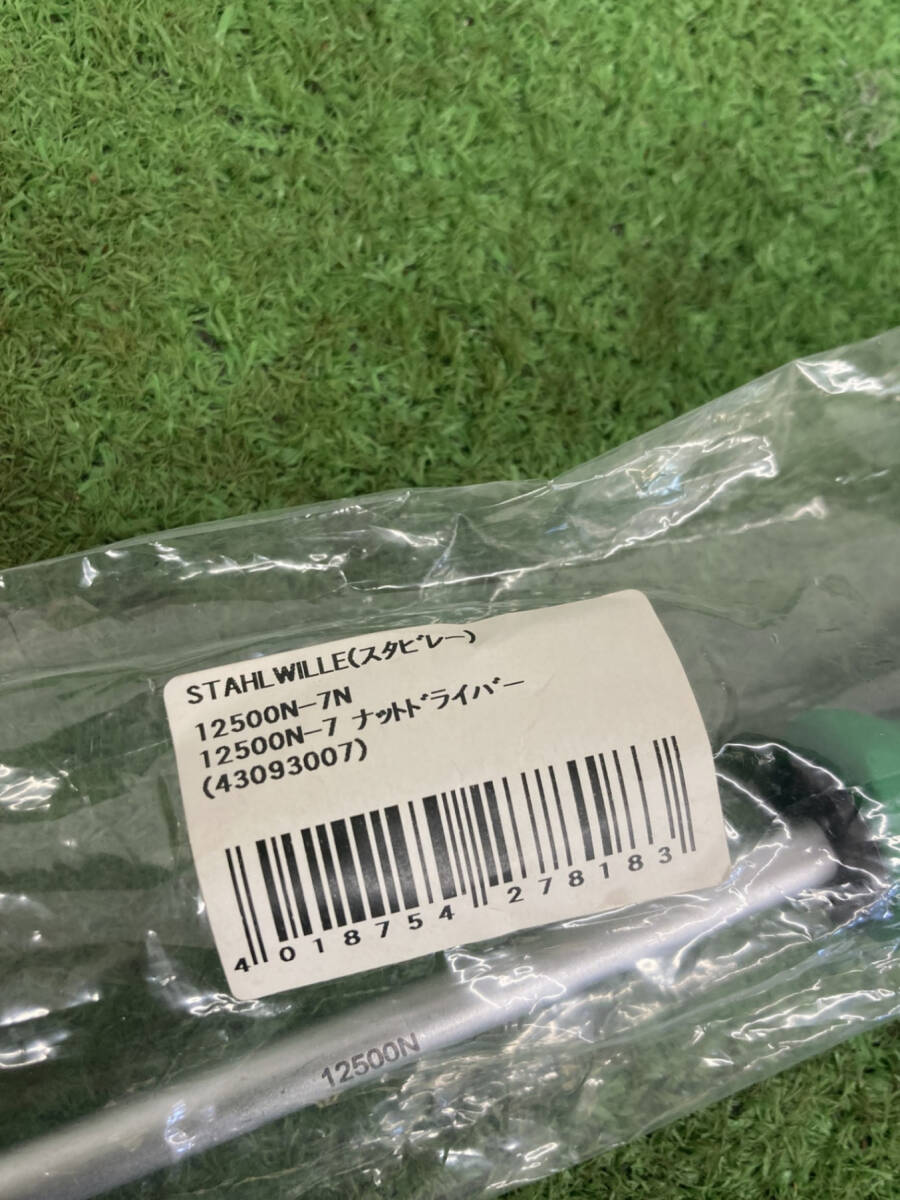 STAHLWILLE(スタビレー)
12500N-7N
12500N-7 ナットドライバー
(43093007)
4 018754 278183
12500N